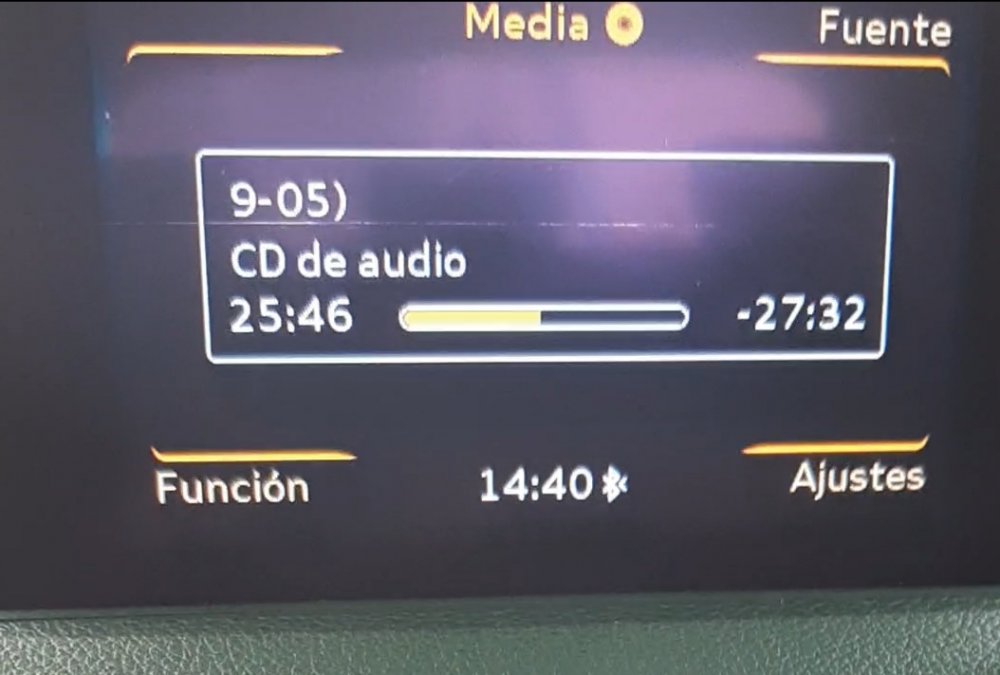 Media
Fuente
9-05)
CD de audio
25:46 -27:32
Función 14:40 Ajustes